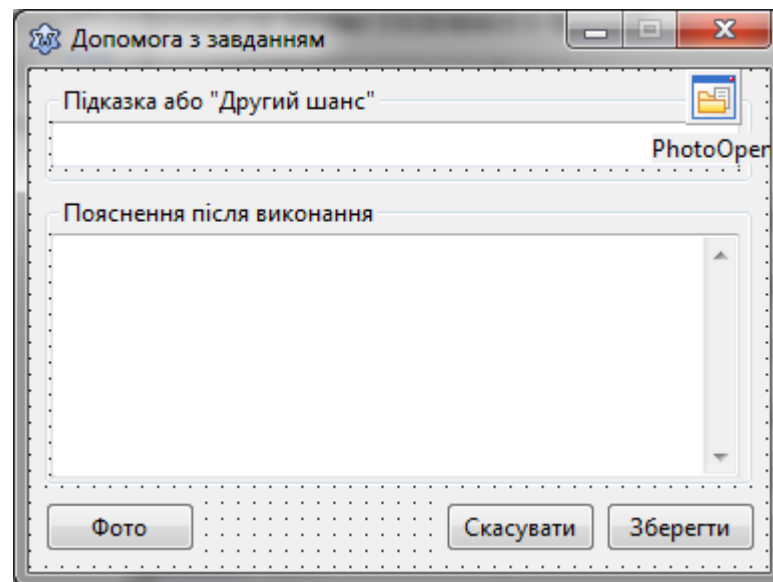 Допомога з завданням
Підказка або "Другий шанс"
PhotoOpen
Пояснення після виконання
Фото
Скасувати
Зберегти